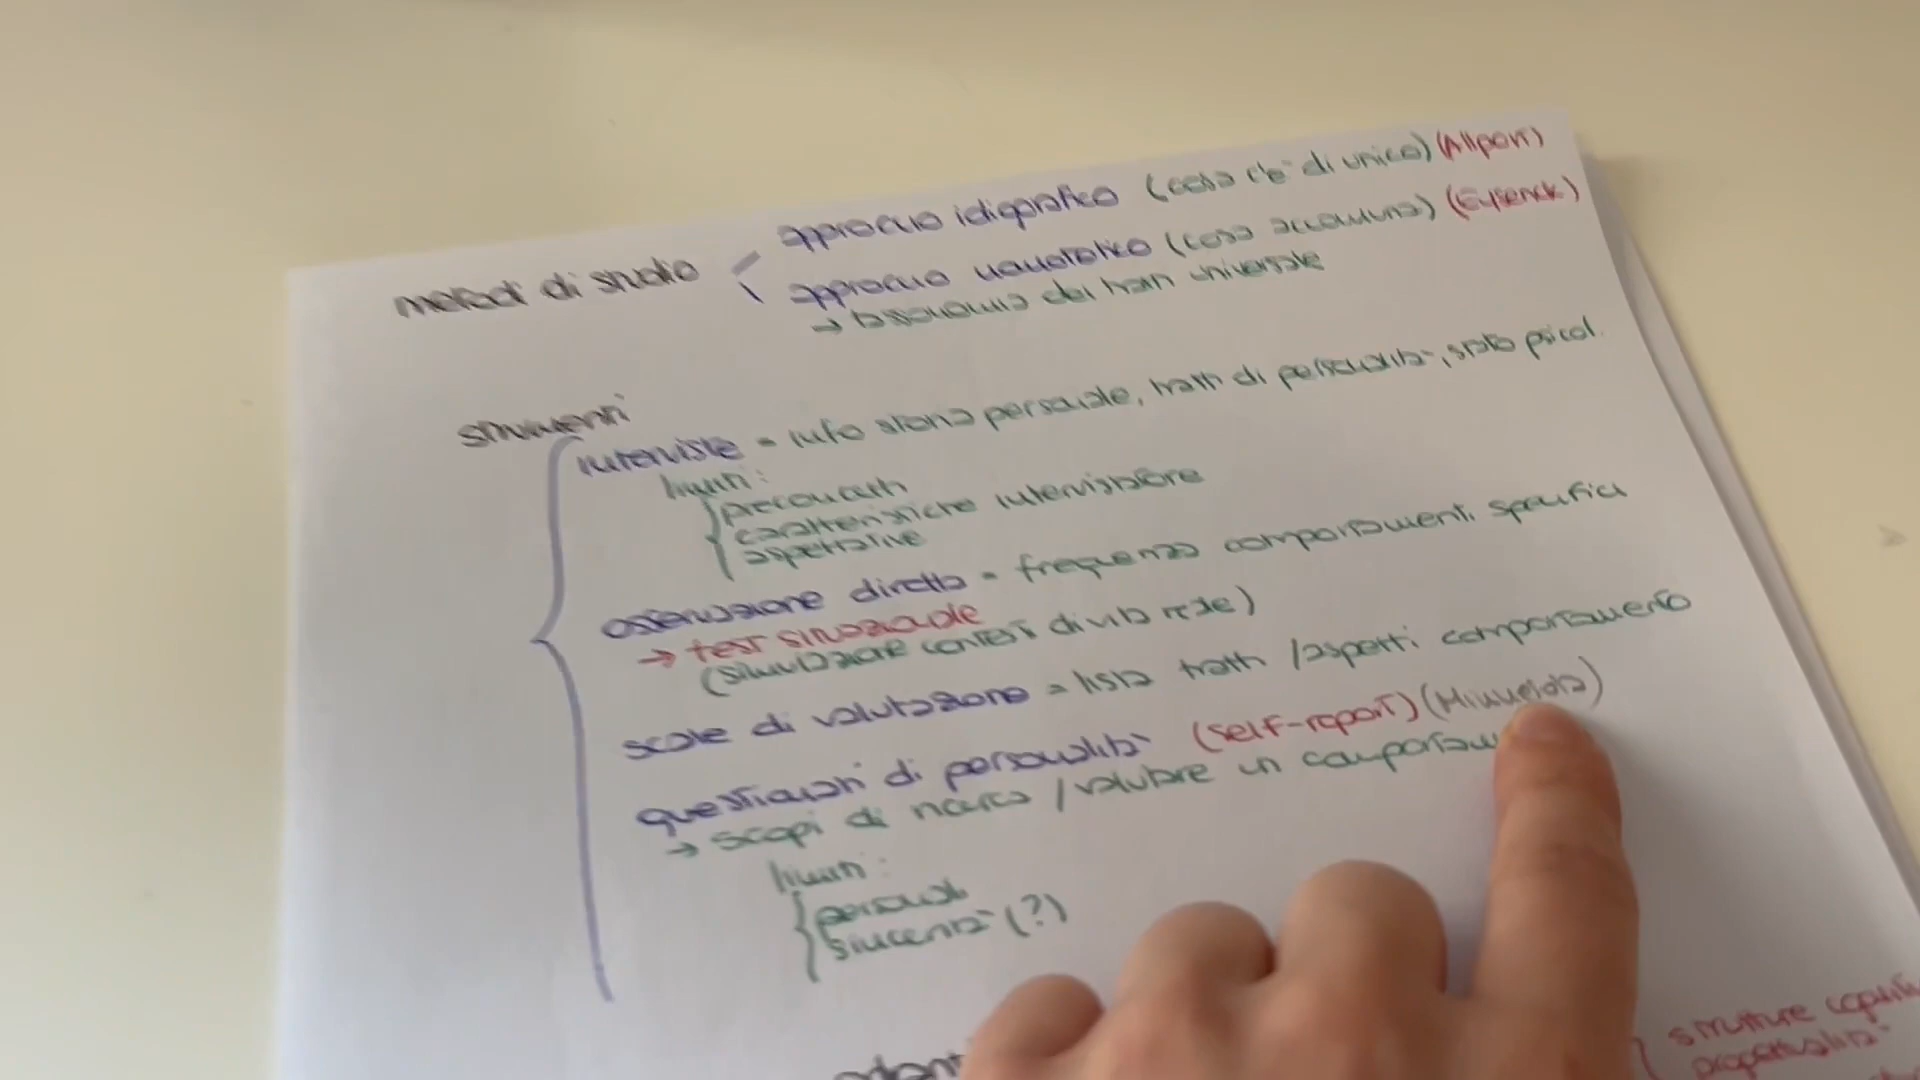 metodi di studio
approccio idiografico (cosa c'è di unico) (Allport)
approccio nomotetico (cosa accomuna) (Eysenck)
→ tassonomia dei tratti universale
strumenti
interviste = info storia personale, tratti di personalità, stato psicol.
limiti:
preconcetti
caratteristiche intervistatore
aspettative
osservazione diretta = frequenza comportamenti specifici
→ test situazionale
(simulazione contesti di vita reale)
scale di valutazione = lista tratti / aspetti comportamento
questionari di personalità (self-report) (Minnesota)
→ scopi di ricerca / valutare un
limiti:
personali
sincerità (?)
strutture